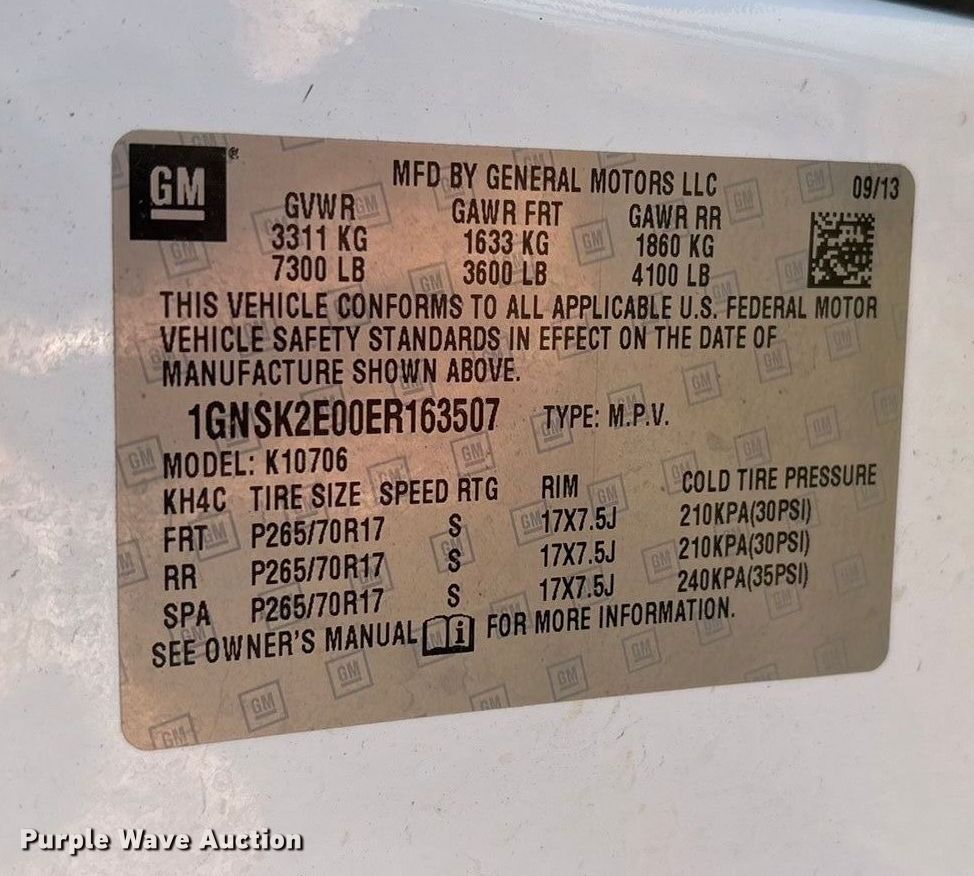 GM
MFD BY GENERAL MOTORS LLC 09/13
GVWR GAWR FRT GAWR RR
3311 KG 1633 KG 1860 KG
7300 LB 3600 LB 4100 LB
THIS VEHICLE CONFORMS TO ALL APPLICABLE U.S. FEDERAL MOTOR
VEHICLE SAFETY STANDARDS IN EFFECT ON THE DATE OF
MANUFACTURE SHOWN ABOVE.
1GNSK2E00ER163507 TYPE: M.P.V.
MODEL: K10706
KH4C TIRE SIZE SPEED RTG RIM COLD TIRE PRESSURE
FRT P265/70R17 S 17X7.5J 210KPA(30PSI)
RR P265/70R17 S 17X7.5J 210KPA(30PSI)
SPA P265/70R17 S 17X7.5J 240KPA(35PSI)
SEE OWNER'S MANUAL i FOR MORE INFORMATION.
Purple Wave Auction